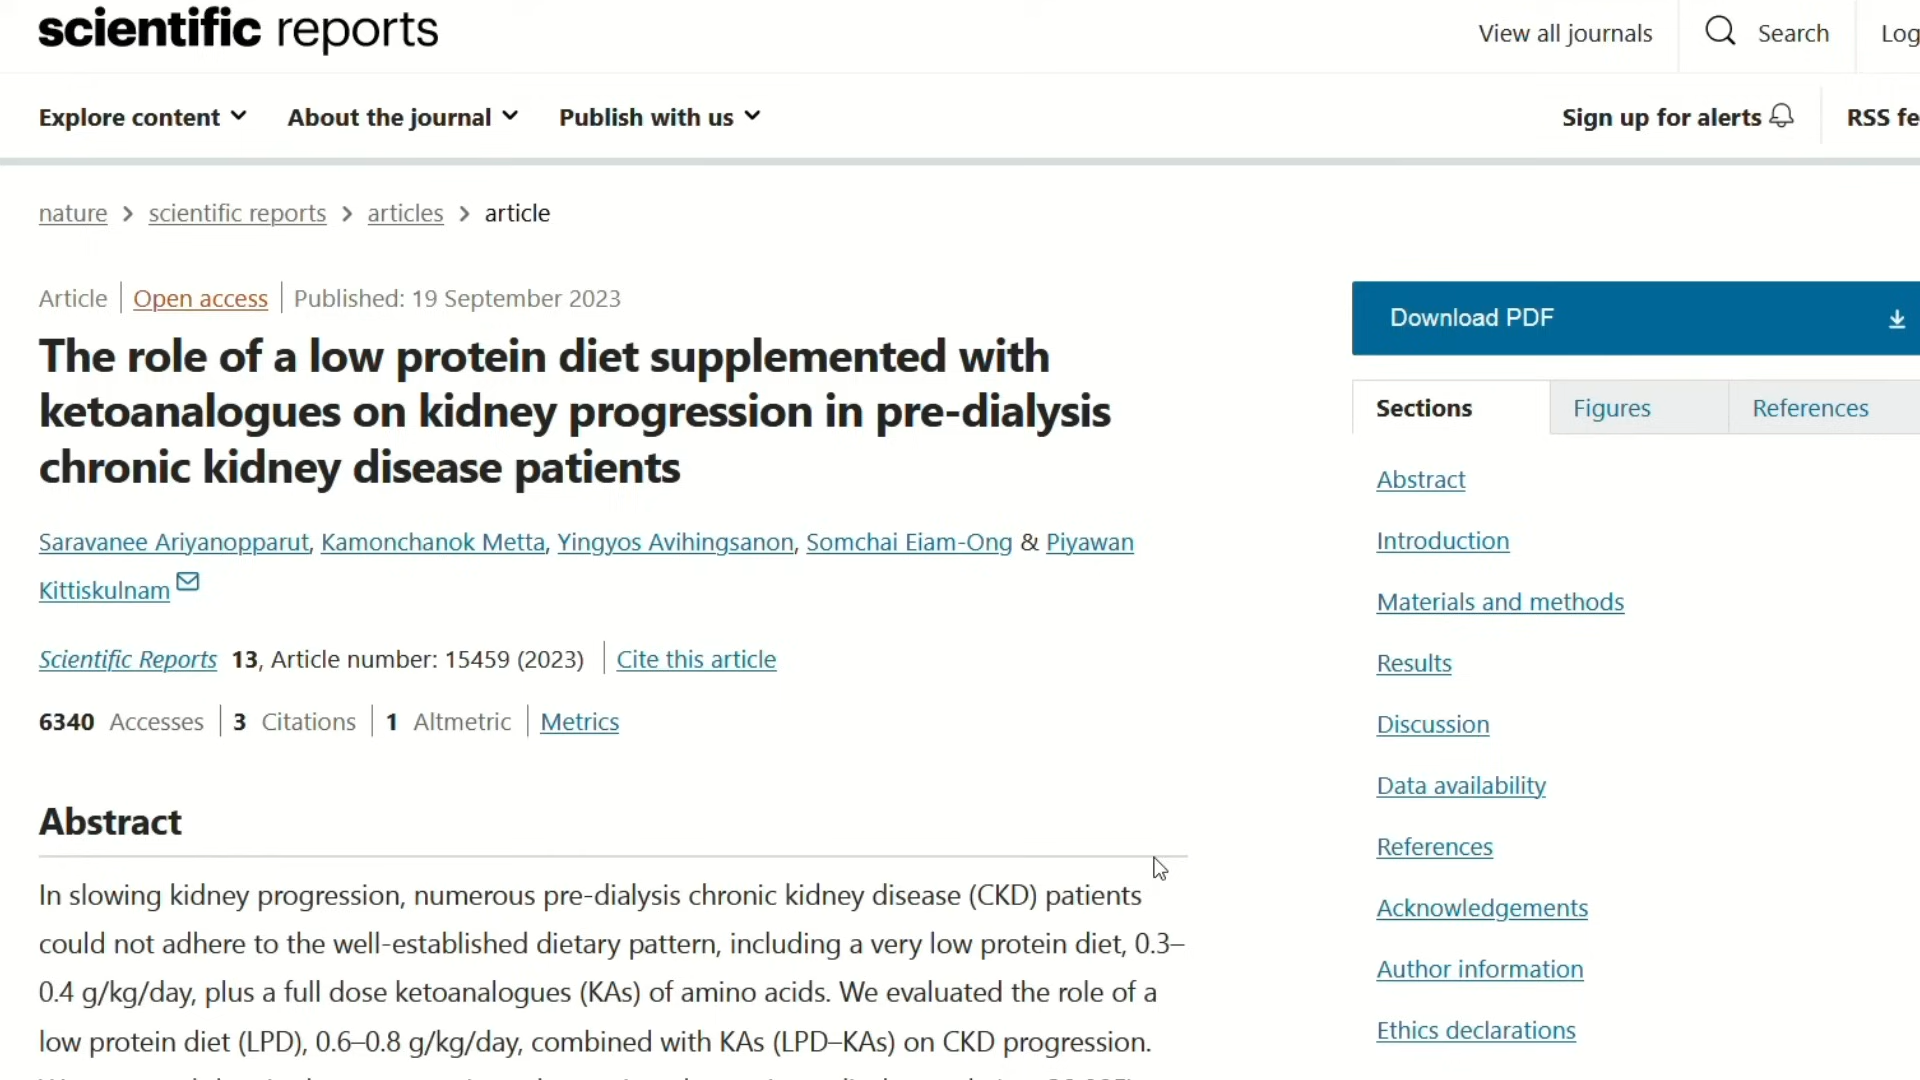 scientific reports
View all journals
Search
Log
Explore content
About the journal
Publish with us
Sign up for alerts
RSS fe
nature > scientific reports > articles > article
Article | Open access | Published: 19 September 2023
The role of a low protein diet supplemented with
ketoanalogues on kidney progression in pre-dialysis
chronic kidney disease patients
Saravanee Ariyanopparut, Kamonchanok Metta, Yingyos Avihingsanon, Somchai Eiam-Ong & Piyawan
Kittiskulnam
Scientific Reports 13, Article number: 15459 (2023) | Cite this article
6340 Accesses | 3 Citations | 1 Altmetric | Metrics
Abstract
In slowing kidney progression, numerous pre-dialysis chronic kidney disease (CKD) patients
could not adhere to the well-established dietary pattern, including a very low protein diet, 0.3–
0.4 g/kg/day, plus a full dose ketoanalogues (KAs) of amino acids. We evaluated the role of a
low protein diet (LPD), 0.6–0.8 g/kg/day, combined with KAs (LPD–KAs) on CKD progression.
Download PDF
Sections
Figures
References
Abstract
Introduction
Materials and methods
Results
Discussion
Data availability
References
Acknowledgements
Author information
Ethics declarations